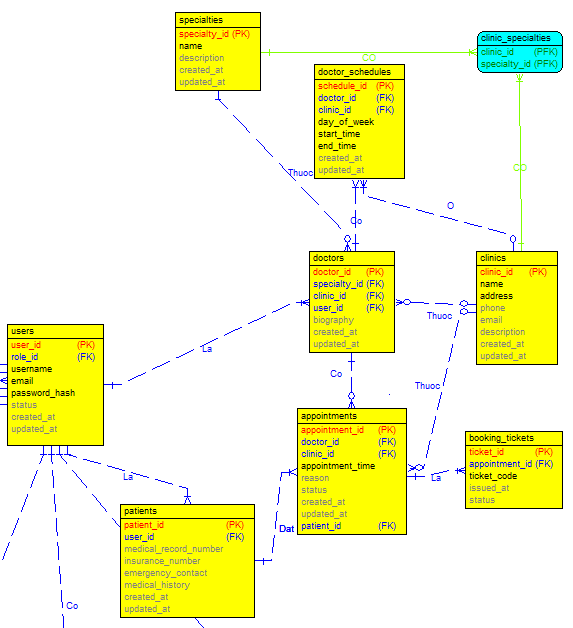 specialties
specialty_id (PK)
name
description
created_at
updated_at
CO
clinic_specialties
clinic_id (PFK)
specialty_id (PFK)
doctor_schedules
schedule_id (PK)
doctor_id (FK)
clinic_id (FK)
day_of_week
start_time
end_time
created_at
updated_at
Thuoc
Co
O
CO
doctors
doctor_id (PK)
specialty_id (FK)
clinic_id (FK)
user_id (FK)
biography
created_at
updated_at
Thuoc
clinics
clinic_id (PK)
name
address
phone
email
description
created_at
updated_at
users
user_id (PK)
role_id (FK)
username
email
password_hash
status
created_at
updated_at
La
Co
Thuoc
appointments
appointment_id (PK)
doctor_id (FK)
clinic_id (FK)
appointment_time
reason
status
created_at
updated_at
patient_id (FK)
La
booking_tickets
ticket_id (PK)
appointment_id (FK)
ticket_code
issued_at
status
La
Dat
patients
patient_id (PK)
user_id (FK)
medical_record_number
insurance_number
emergency_contact
medical_history
created_at
updated_at
Co